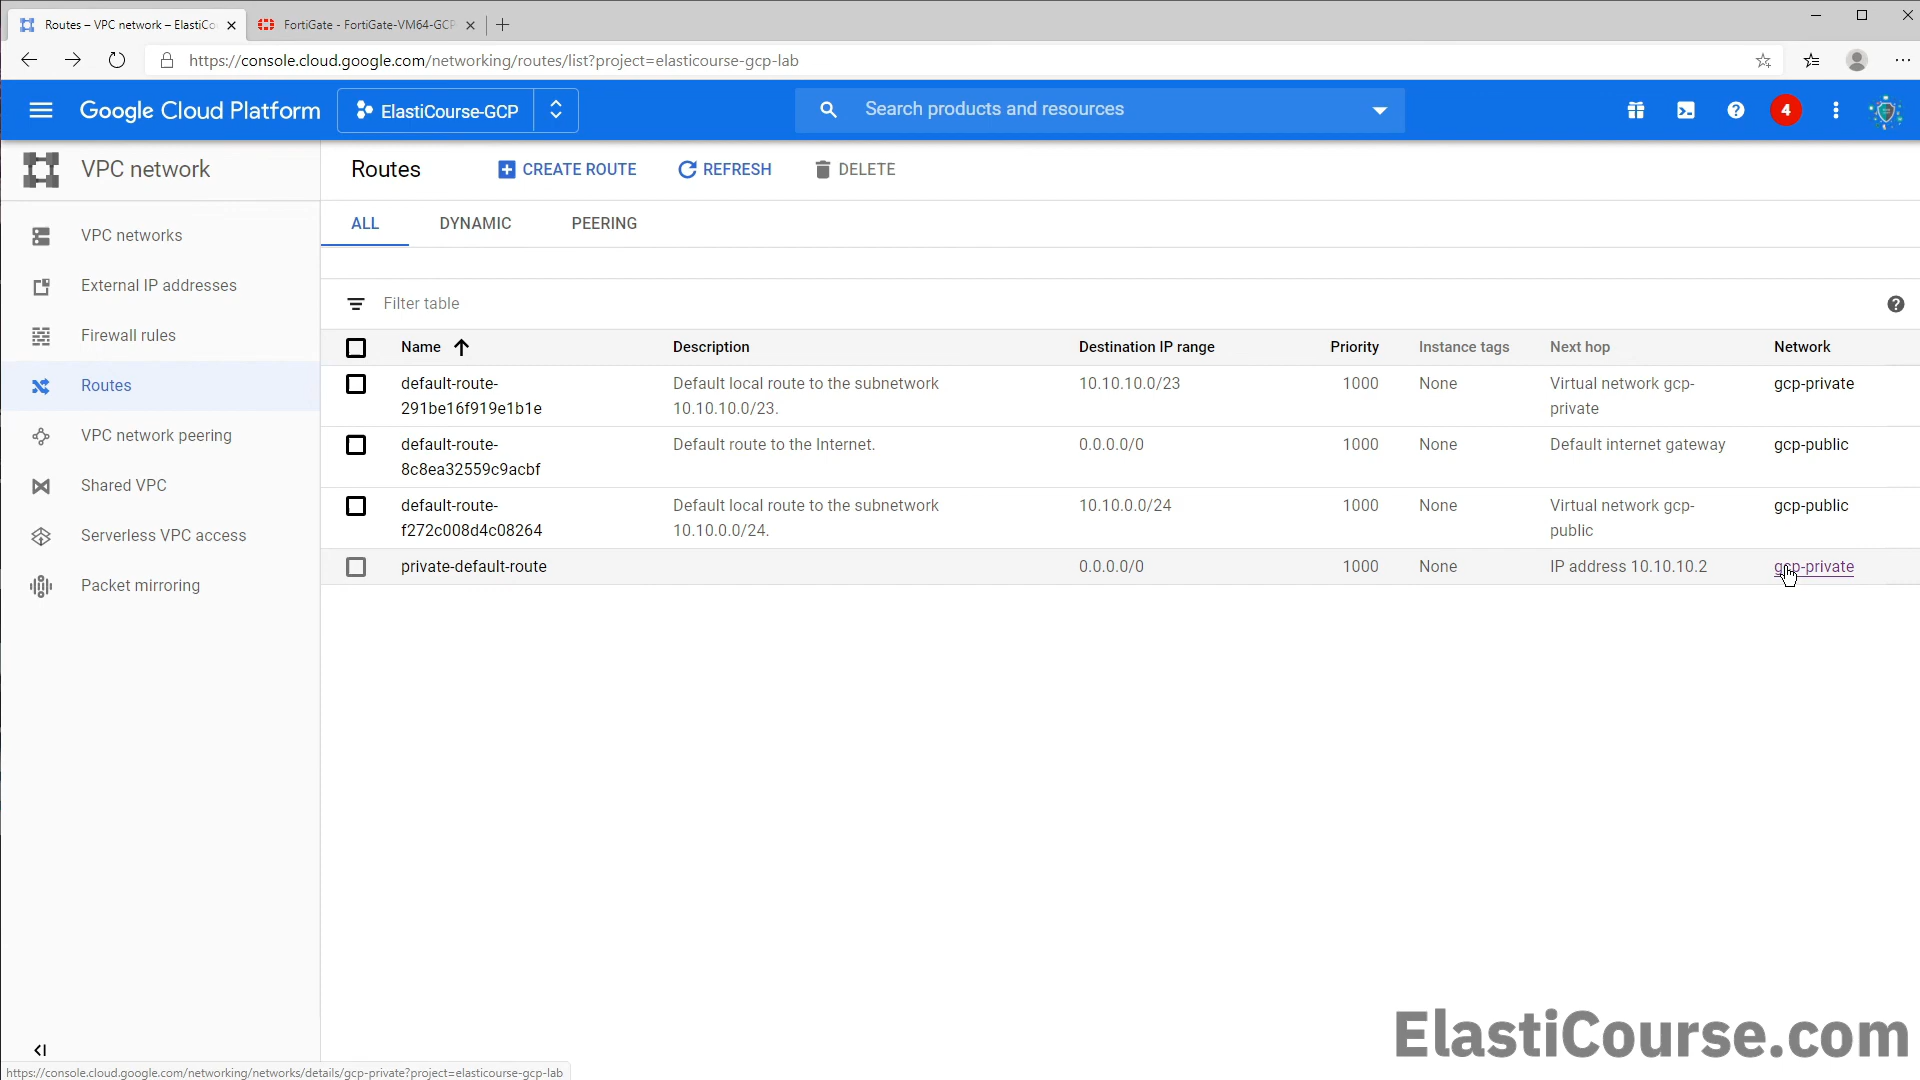 Routes – VPC network – ElastiCo
FortiGate - FortiGate-VM64-GCP
https://console.cloud.google.com/networking/routes/list?project=elasticourse-gcp-lab
Google Cloud Platform
ElastiCourse-GCP
Search products and resources
4
VPC network
Routes
CREATE ROUTE
REFRESH
DELETE
VPC networks
External IP addresses
Firewall rules
Routes
VPC network peering
Shared VPC
Serverless VPC access
Packet mirroring
ALL
DYNAMIC
PEERING
Filter table
Name
Description
Destination IP range
Priority
Instance tags
Next hop
Network
default-route-
291be16f919e1b1e
Default local route to the subnetwork
10.10.10.0/23.
10.10.10.0/23
1000
None
Virtual network gcp-
private
gcp-private
default-route-
8c8ea32559c9acbf
Default route to the Internet.
0.0.0.0/0
1000
None
Default internet gateway
gcp-public
default-route-
f272c008d4c08264
Default local route to the subnetwork
10.10.0.0/24.
10.10.0.0/24
1000
None
Virtual network gcp-
public
gcp-public
private-default-route
0.0.0.0/0
1000
None
IP address 10.10.10.2
gcp-private
ElastiCourse.com
https://console.cloud.google.com/networking/networks/details/gcp-private?project=elasticourse-gcp-lab